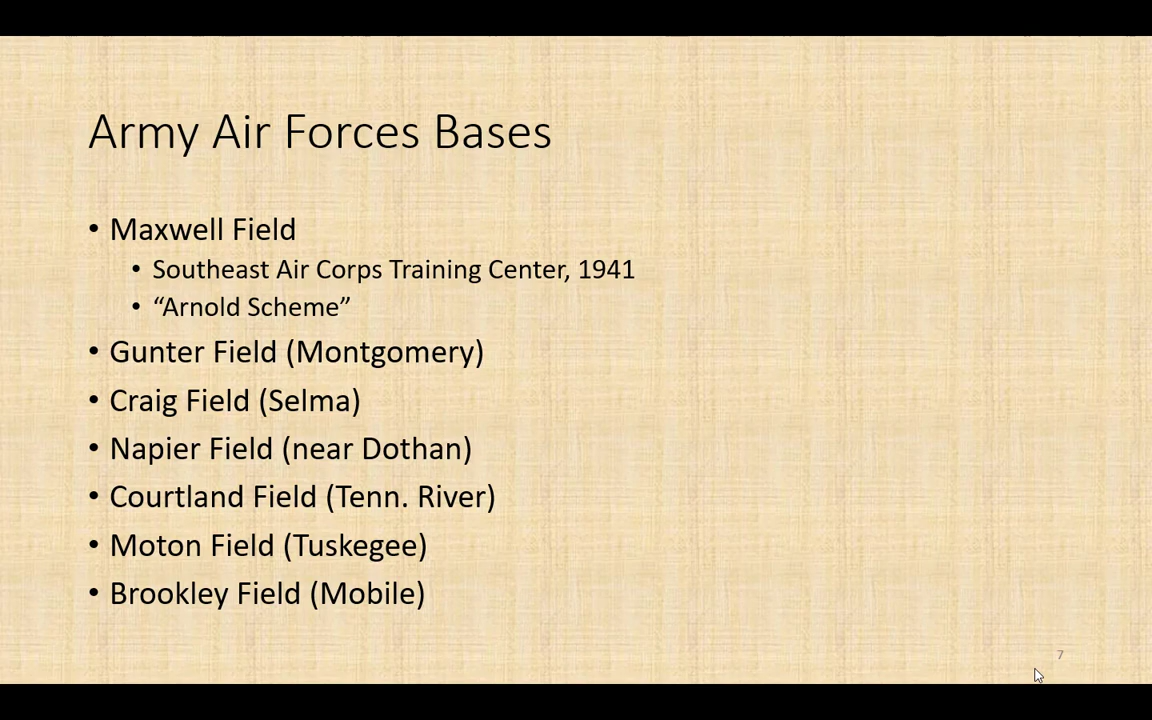 Army Air Forces Bases
• Maxwell Field
• Southeast Air Corps Training Center, 1941
• “Arnold Scheme”
• Gunter Field (Montgomery)
• Craig Field (Selma)
• Napier Field (near Dothan)
• Courtland Field (Tenn. River)
• Moton Field (Tuskegee)
• Brookley Field (Mobile)
7